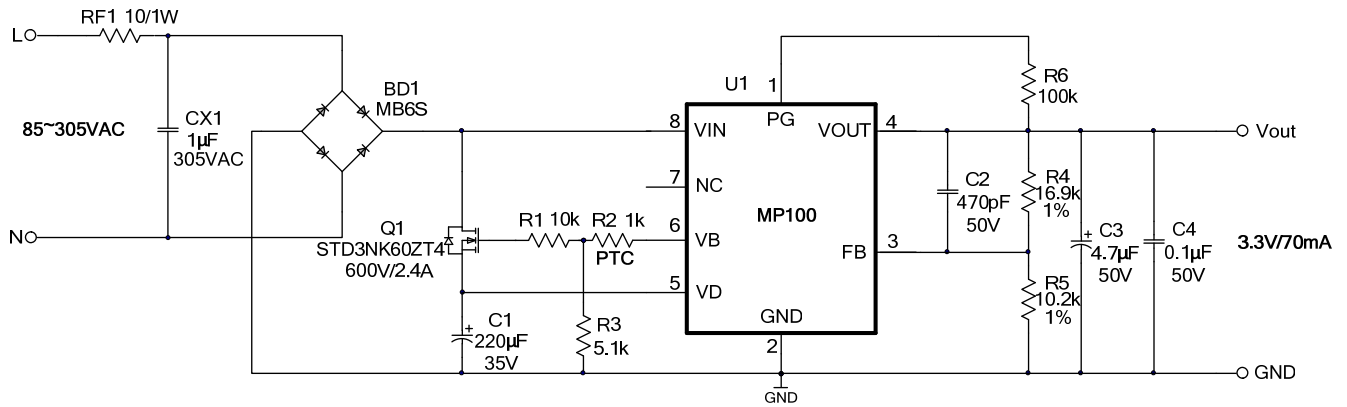 RF1 10/1W
L
85~305VAC
CX1
1µF
305VAC
N
BD1
MB6S
Q1
STD3NK60ZT4
600V/2.4A
R1 10k
R2 1k
PTC
C1
220µF
35V
R3
5.1k
U1
1
PG
8
VIN
VOUT
4
7
NC
MP100
6
VB
FB
3
5
VD
GND
2
GND
R6
100k
C2
470pF
50V
R4
16.9k
1%
R5
10.2k
1%
C3
4.7µF
50V
C4
0.1µF
50V
Vout
3.3V/70mA
GND
+
+